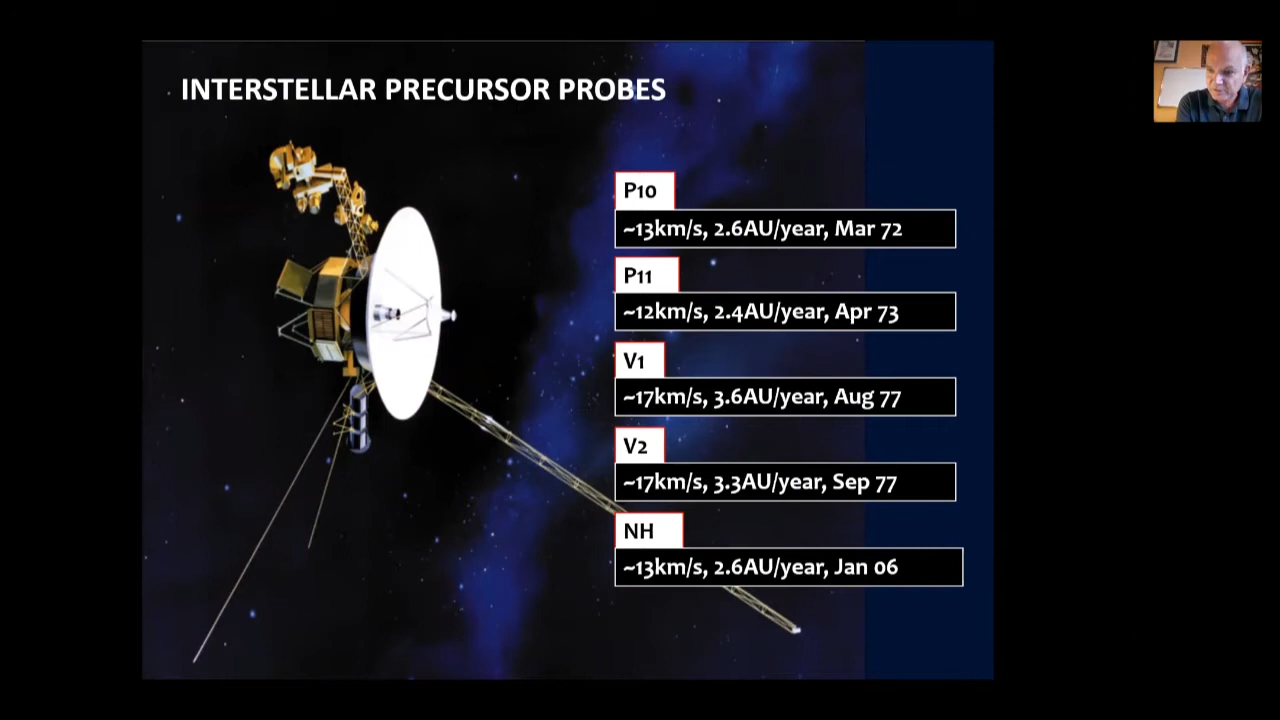 INTERSTELLAR PRECURSOR PROBES
P10
~13km/s, 2.6AU/year, Mar 72
P11
~12km/s, 2.4AU/year, Apr 73
V1
~17km/s, 3.6AU/year, Aug 77
V2
~17km/s, 3.3AU/year, Sep 77
NH
~13km/s, 2.6AU/year, Jan 06